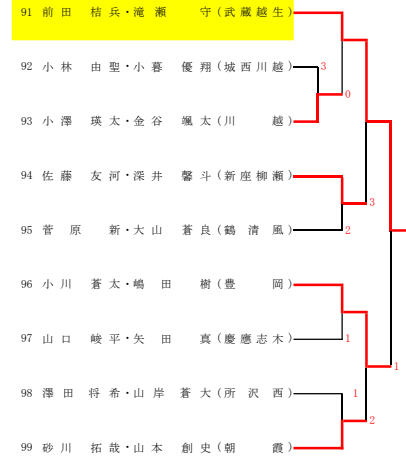 91 前田 桔兵・滝瀬 守(武蔵越生)
92 小林 由聖・小暮 優翔(城西川越)
3
0
93 小澤 瑛太・金谷 颯太(川越)
94 佐藤 友河・深井 馨斗(新座柳瀬)
3
95 菅原 新・大山 蒼良(鶴清風)
2
96 小川 蒼太・嶋田 樹(豊岡)
97 山口 峻平・矢田 真(慶應志木)
1
1
98 澤田 将希・山岸 蒼大(所沢西)
1
2
99 砂川 拓哉・山本 創史(朝霞)